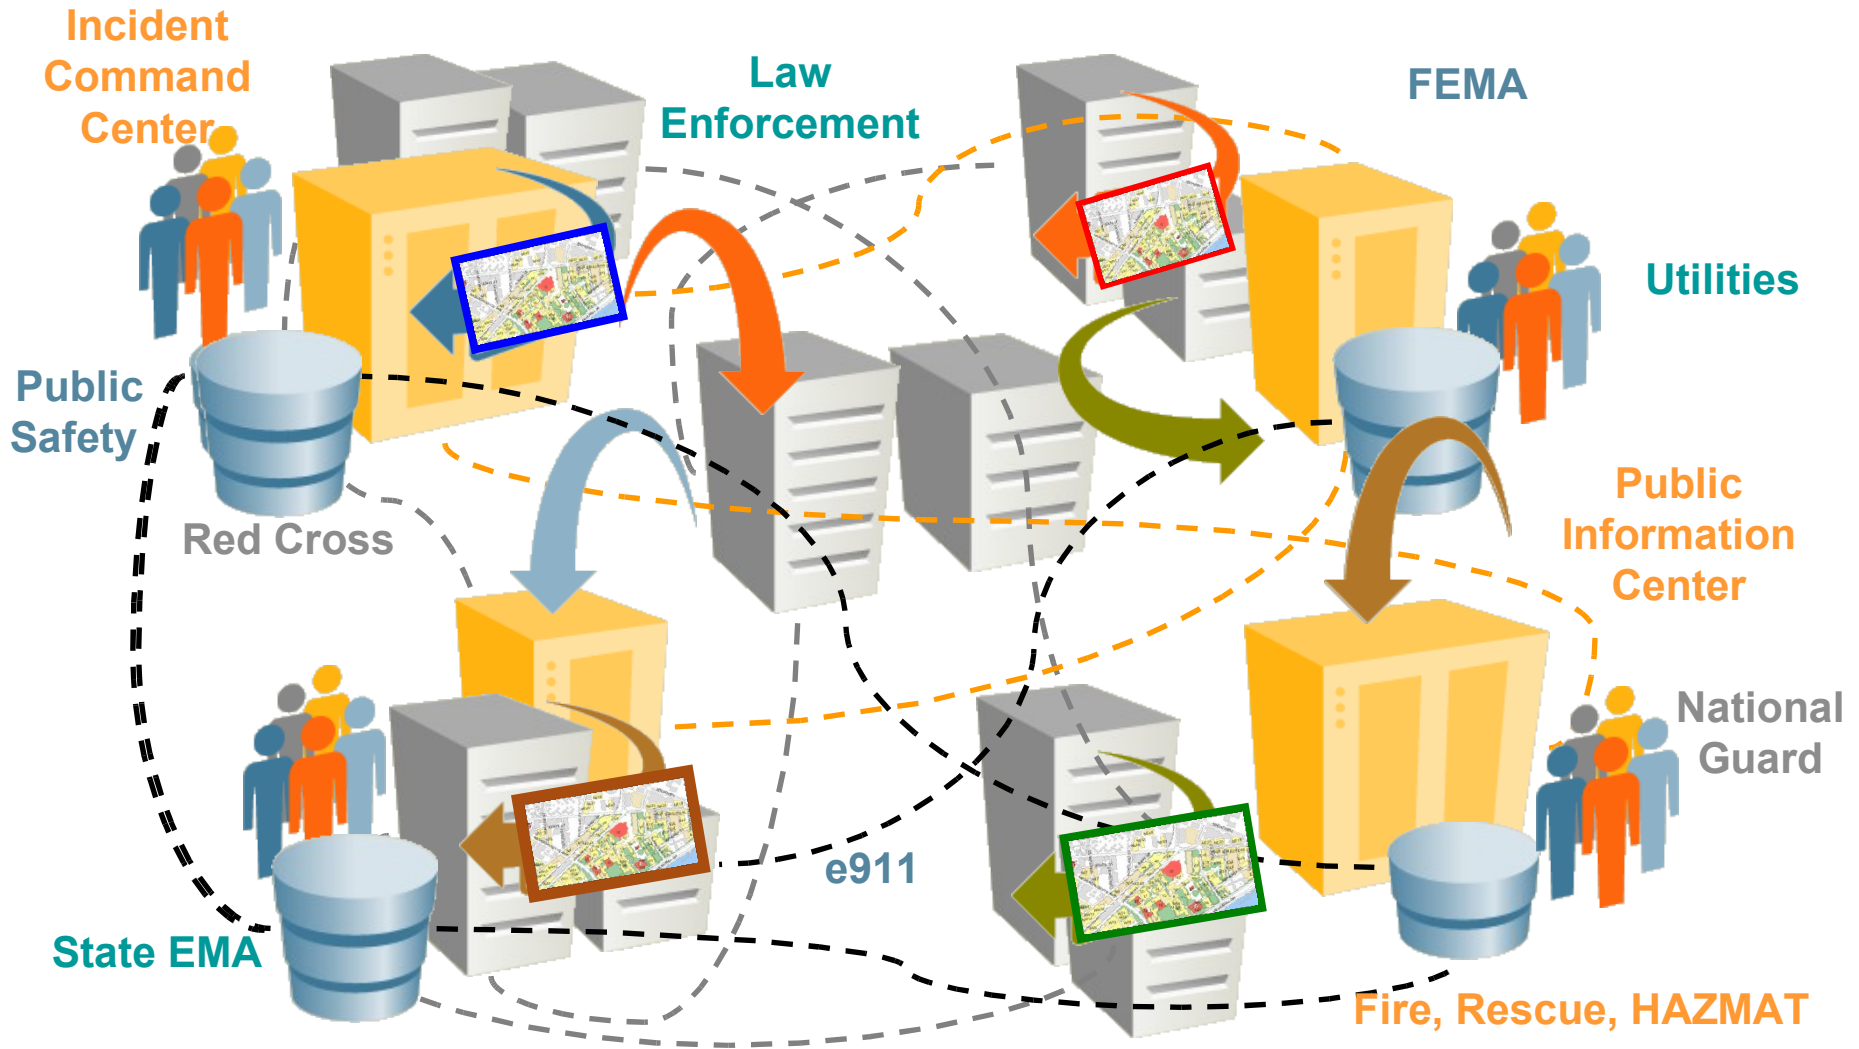 Incident
Command
Center
Law
Enforcement
FEMA
Utilities
Public
Safety
Red Cross
Public
Information
Center
National
Guard
e911
State EMA
Fire, Rescue, HAZMAT